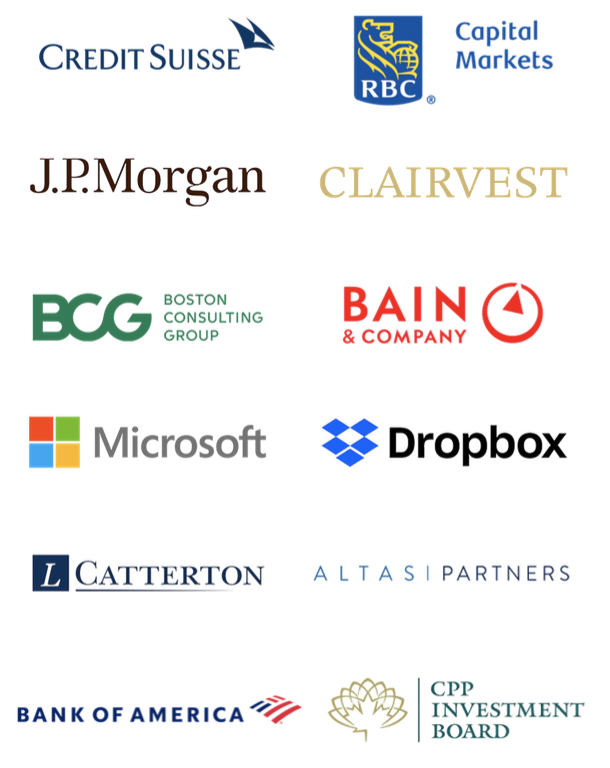 CREDIT SUISSE
RBC
®
Capital
Markets
J.P.Morgan
CLAIRVEST
BCG
BOSTON
CONSULTING
GROUP
BAIN
& COMPANY
Microsoft
Dropbox
L CATTERTON
ALTAS | PARTNERS
BANK OF AMERICA
CPP
INVESTMENT
BOARD